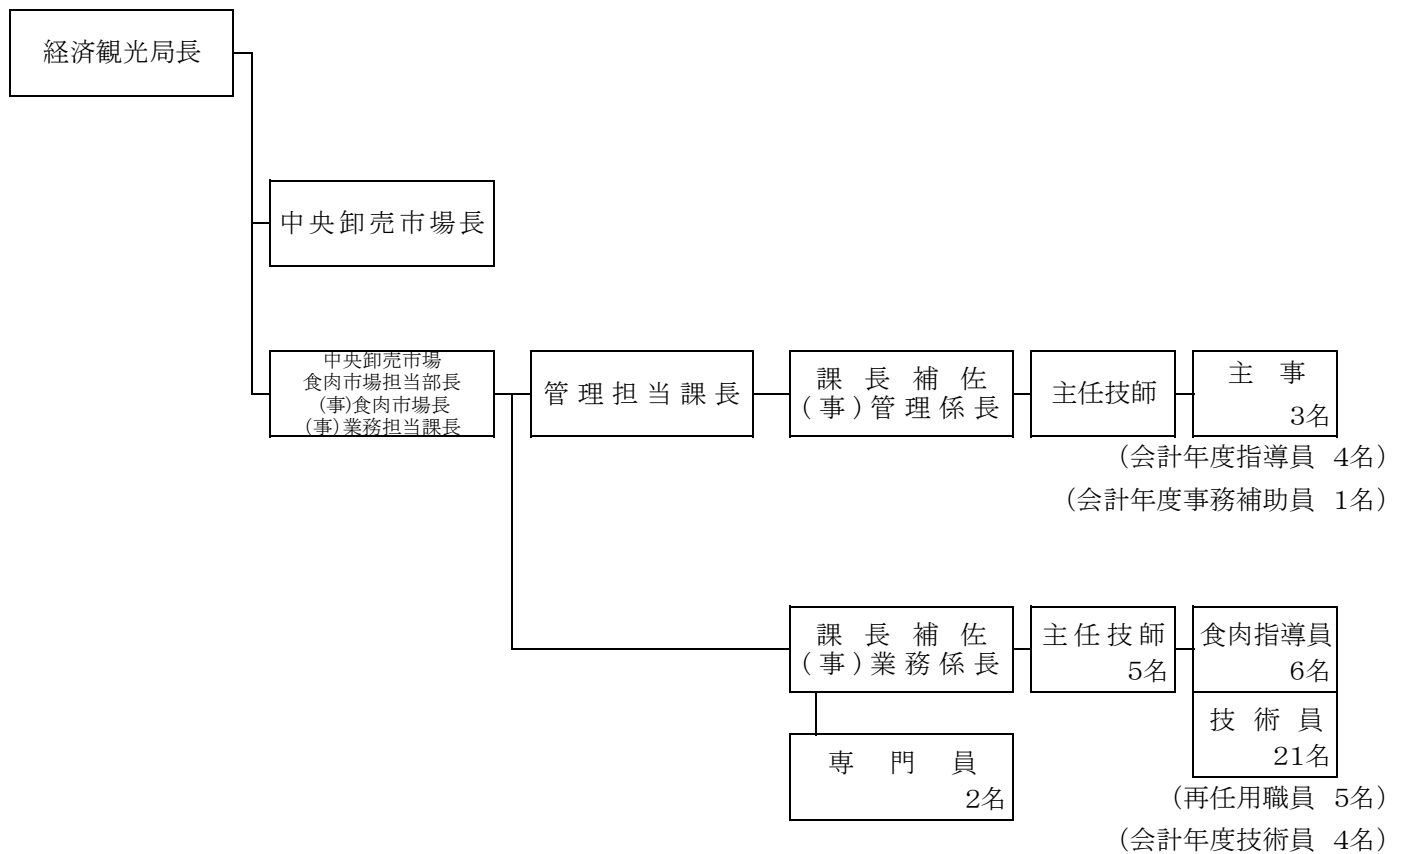 経済観光局長
中央卸売市場長
中央卸売市場
食肉市場担当部長
(事)食肉市場長
(事)業務担当課長
管理担当課長
課長補佐
(事)管理係長
主任技師
主事
3名
(会計年度指導員 4名)
(会計年度事務補助員 1名)
課長補佐
(事)業務係長
主任技師
5名
食肉指導員
6名
技術員
21名
専門員
2名
(再任用職員 5名)
(会計年度技術員 4名)